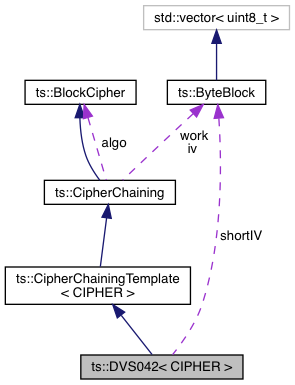 std::vector< uint8_t >
ts::BlockCipher
ts::ByteBlock
algo
work
iv
ts::CipherChaining
shortIV
ts::CipherChainingTemplate
< CIPHER >
ts::DVS042< CIPHER >